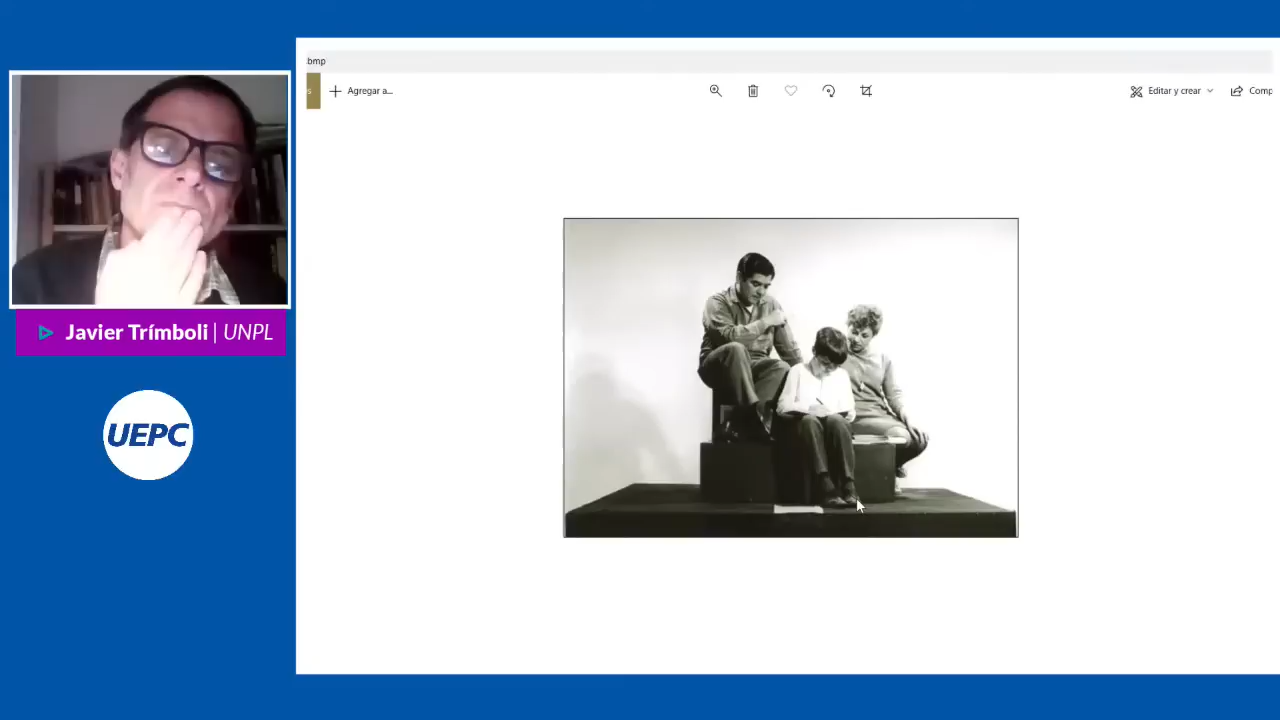 bmp
s
Agregar a...
Editar y crear
Comp
Javier Trímboli | UNPL
UEPC